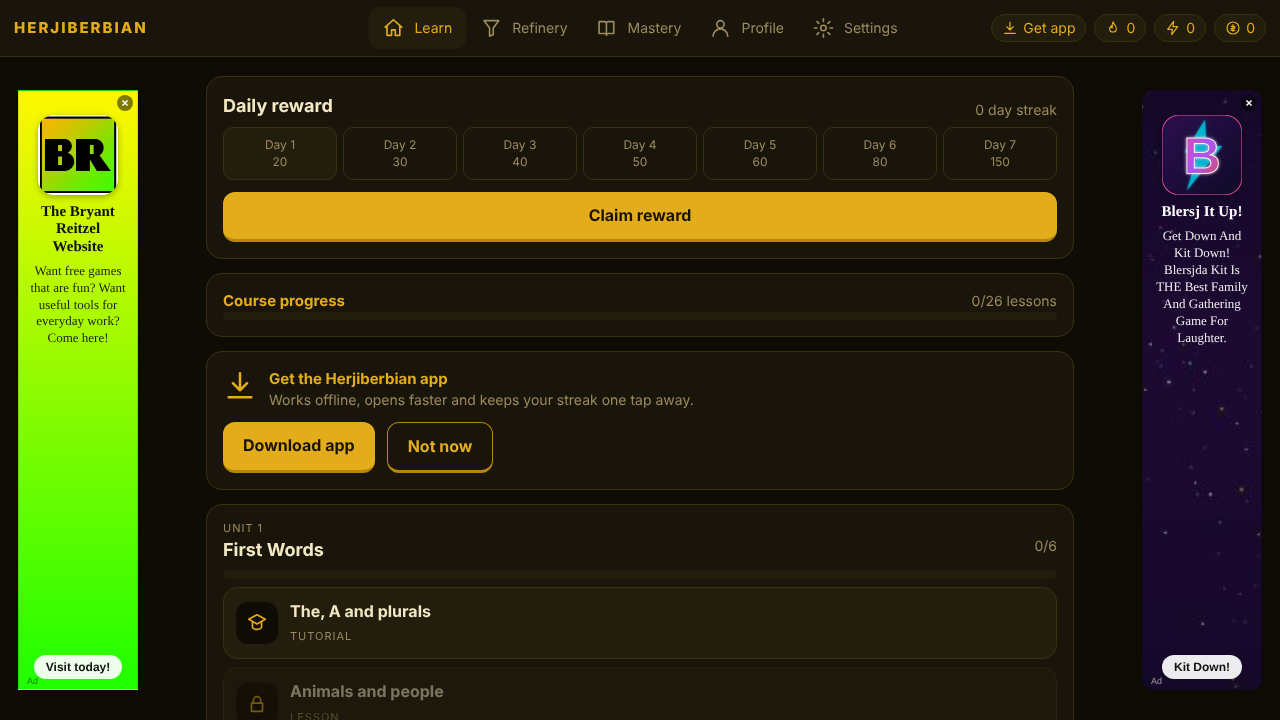 HERJIBERBIAN
Learn
Refinery
Mastery
Profile
Settings
Get app
0
0
0
BR
The Bryant
Reitzel
Website
Want free games
that are fun? Want
useful tools for
everyday work?
Come here!
Visit today!
Ad
Daily reward
0 day streak
Day 1
20
Day 2
30
Day 3
40
Day 4
50
Day 5
60
Day 6
80
Day 7
150
Claim reward
Course progress
0/26 lessons
Get the Herjiberbian app
Works offline, opens faster and keeps your streak one tap away.
Download app
Not now
UNIT 1
First Words
0/6
The, A and plurals
TUTORIAL
Animals and people
LESSON
B
Blersj It Up!
Get Down And
Kit Down!
Blersjda Kit Is
THE Best Family
And Gathering
Game For
Laughter.
Kit Down!
Ad